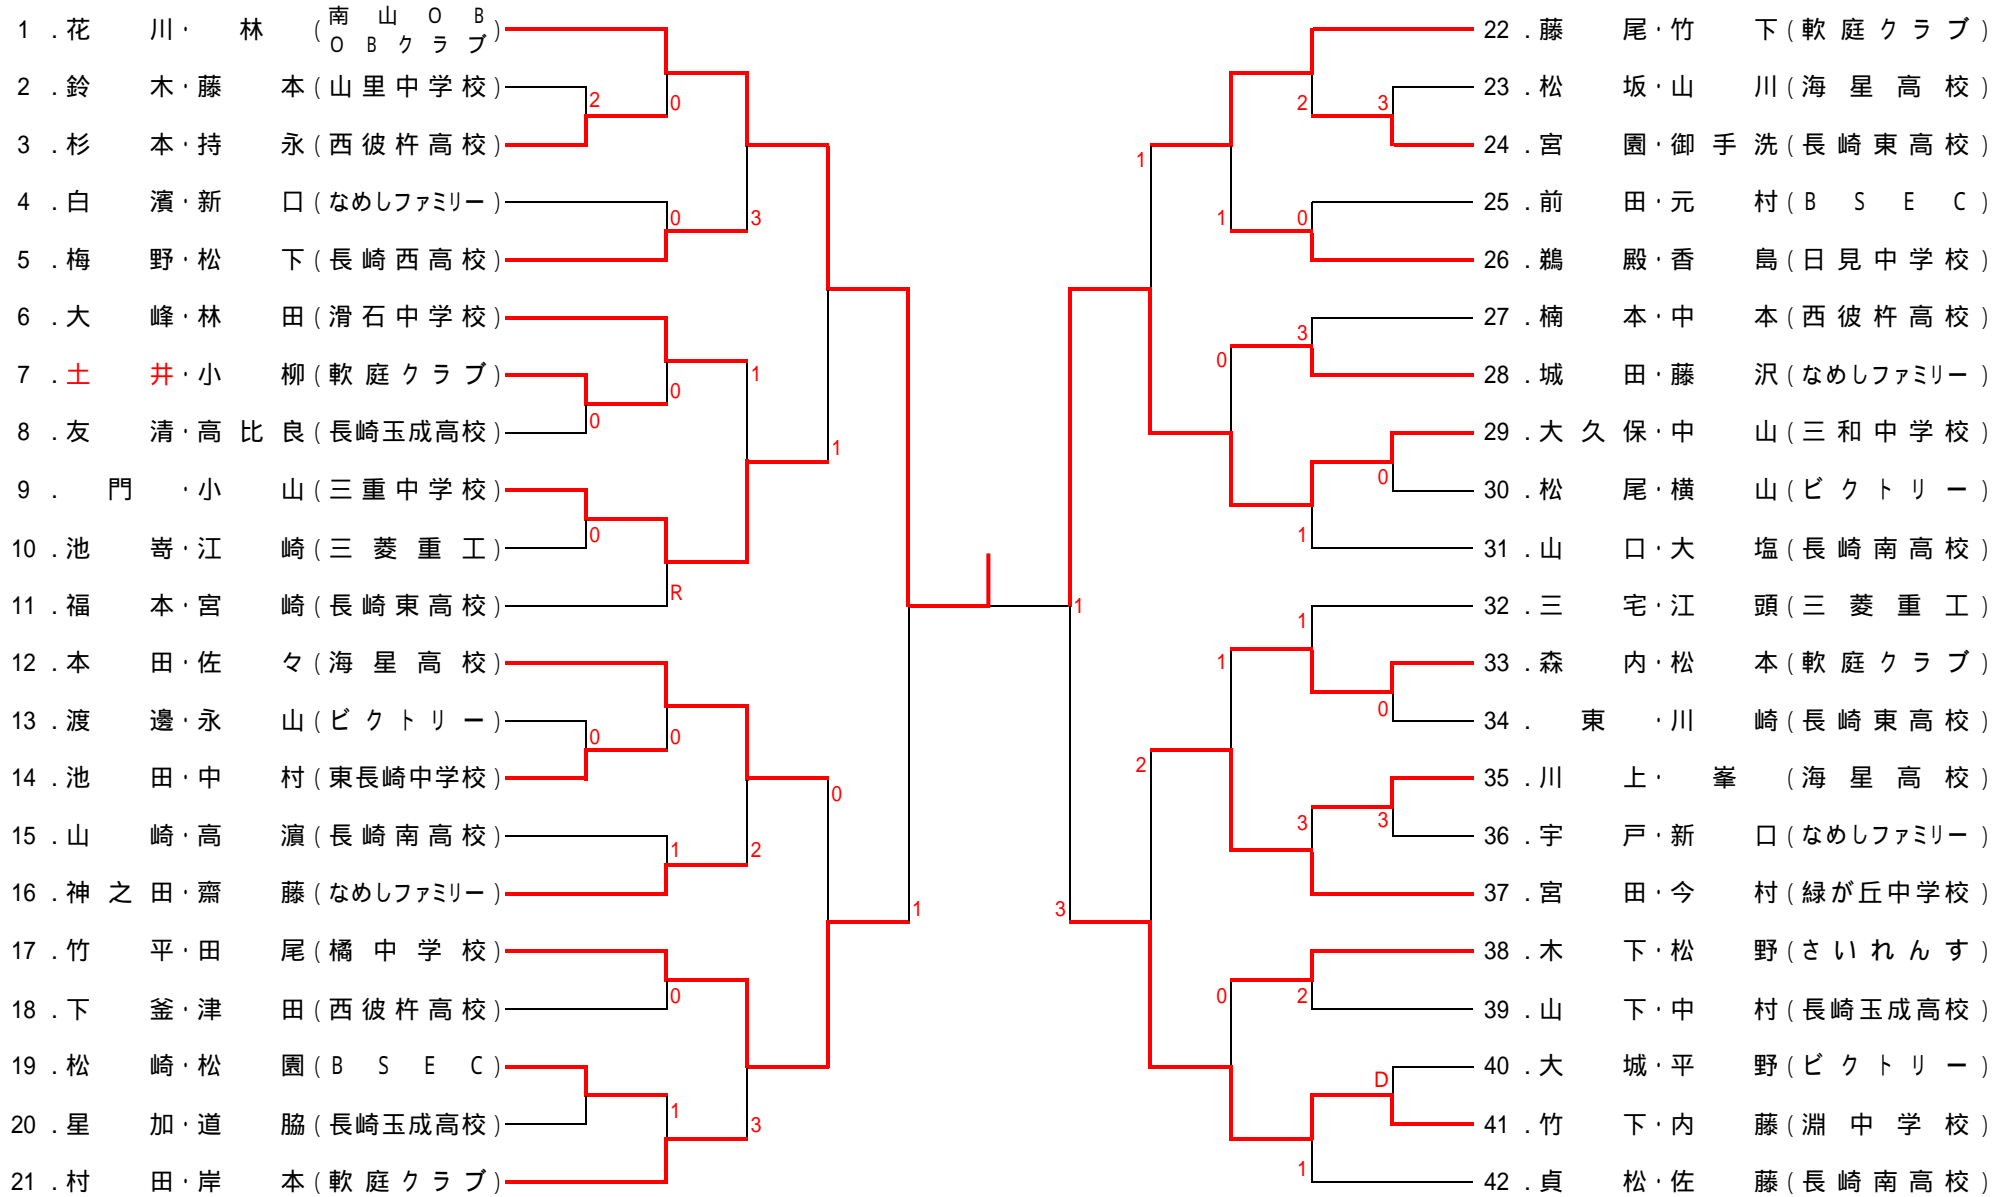 1 .花 川・ 林 (南山OB OBクラブ)
2 .鈴 木・藤 本(山里中学校)
3 .杉 本・持 永(西彼杵高校)
4 .白 濱・新 口(なめしファミリー)
5 .梅 野・松 下(長崎西高校)
6 .大 峰・林 田(滑石中学校)
7 .土 井・小 柳(軟庭クラブ)
8 .友 清・高比良(長崎玉成高校)
9 . 門 ・小 山(三重中学校)
10 .池 嵜・江 崎(三菱重工)
11 .福 本・宮 崎(長崎東高校)
12 .本 田・佐 々(海星高校)
13 .渡 邊・永 山(ビクトリー)
14 .池 田・中 村(東長崎中学校)
15 .山 崎・高 濵(長崎南高校)
16 .神之田・齋 藤(なめしファミリー)
17 .竹 平・田 尾(橘中学校)
18 .下 釜・津 田(西彼杵高校)
19 .松 崎・松 園(BSEC)
20 .星 加・道 脇(長崎玉成高校)
21 .村 田・岸 本(軟庭クラブ)
2
0
0
3
1
0
0
1
0
R
0
0
0
1
2
1
0
1
3
1
22 .藤 尾・竹 下(軟庭クラブ)
23 .松 坂・山 川(海星高校)
24 .宮 園・御手洗(長崎東高校)
25 .前 田・元 村(BSEC)
26 .鵜 殿・香 島(日見中学校)
27 .楠 本・中 本(西彼杵高校)
28 .城 田・藤 沢(なめしファミリー)
29 .大久保・中 山(三和中学校)
30 .松 尾・横 山(ビクトリー)
31 .山 口・大 塩(長崎南高校)
32 .三 宅・江 頭(三菱重工)
33 .森 内・松 本(軟庭クラブ)
34 . 東 ・川 崎(長崎東高校)
35 .川 上・ 峯 (海星高校)
36 .宇 戸・新 口(なめしファミリー)
37 .宮 田・今 村(緑が丘中学校)
38 .木 下・松 野(さいれんす)
39 .山 下・中 村(長崎玉成高校)
40 .大 城・平 野(ビクトリー)
41 .竹 下・内 藤(淵中学校)
42 .貞 松・佐 藤(長崎南高校)
2
3
1
1
0
3
0
0
1
1
1
1
0
2
3
3
3
0
2
D
1